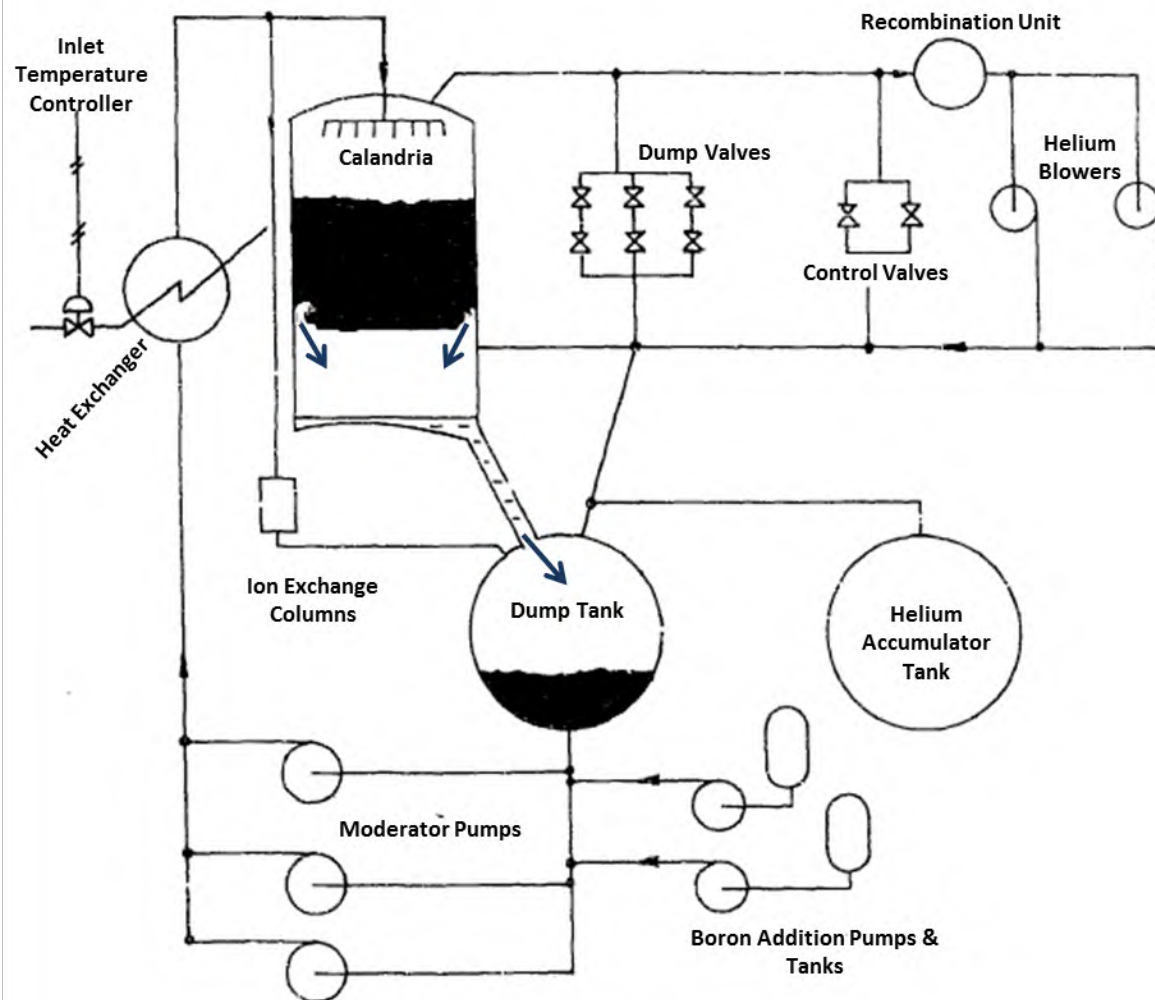 Recombination Unit
Inlet
Temperature
Controller
Calandria
Dump Valves
Helium
Blowers
Control Valves
Heat Exchanger
Ion Exchange
Columns
Dump Tank
Helium
Accumulator
Tank
Moderator Pumps
Boron Addition Pumps &
Tanks